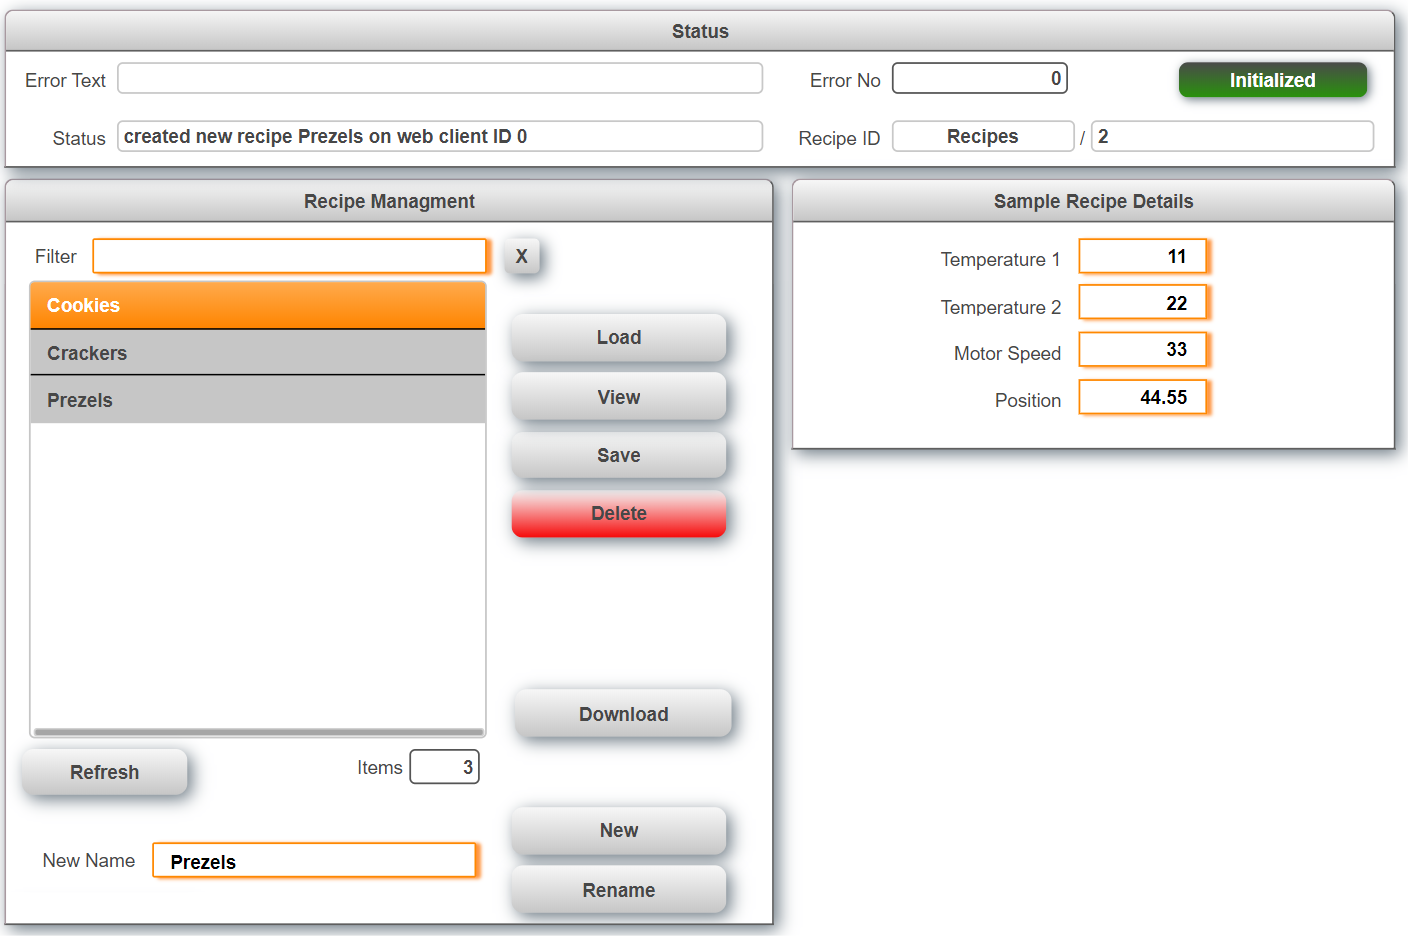 Status
Error Text
Error No 0
Initialized
Status created new recipe Prezels on web client ID 0
Recipe ID Recipes / 2
Recipe Managment
Filter
X
Cookies
Crackers
Prezels
Load
View
Save
Delete
Download
Refresh
Items 3
New
New Name Prezels
Rename
Sample Recipe Details
Temperature 1 11
Temperature 2 22
Motor Speed 33
Position 44.55